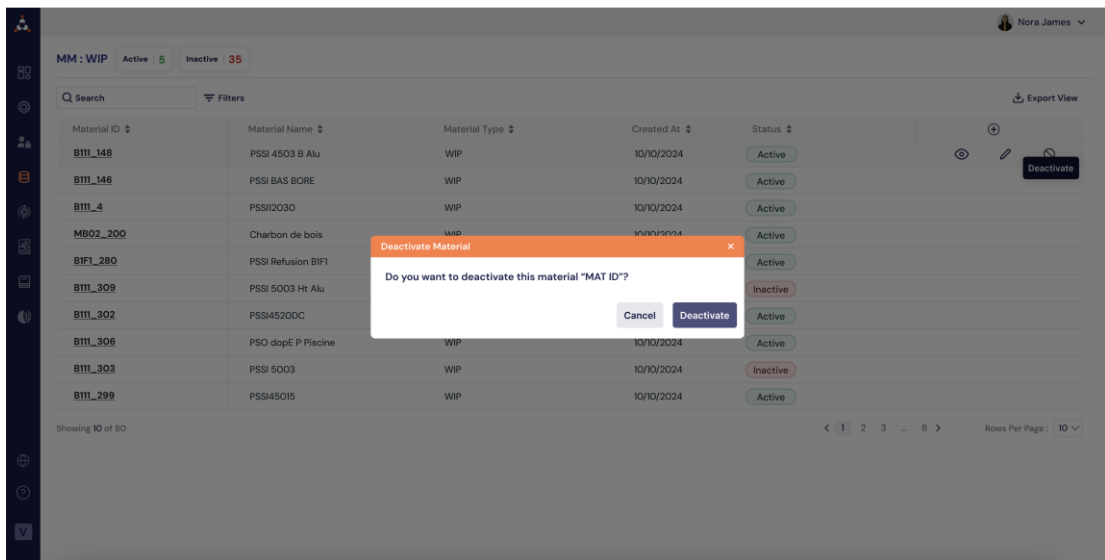 Nora James
MM : WIP Active 5 Inactive 35
Search Filters Export View
Material ID Material Name Material Type Created At Status
B111_148 PSSI 4503 B Alu WIP 10/10/2024 Active
Deactivate
B111_146 PSSI BAS BORE WIP 10/10/2024 Active
B111_4 PSSI12030 WIP 10/10/2024 Active
MB02_200 Charbon de bois WIP 10/10/2024 Active
Deactivate Material
B1F1_280 PSSI Refusion B1F1 Active
Do you want to deactivate this material “MAT ID”?
B111_309 PSSI 5003 Ht Alu Inactive
B111_302 PSSI4520DC Active
Cancel Deactivate
B111_306 PSO dopE P Piscine WIP 10/10/2024 Active
B111_303 PSSI 5003 WIP 10/10/2024 Inactive
B111_299 PSSI45015 WIP 10/10/2024 Active
Showing 10 of 80 1 2 3 ... 8 Rows Per Page : 10
V